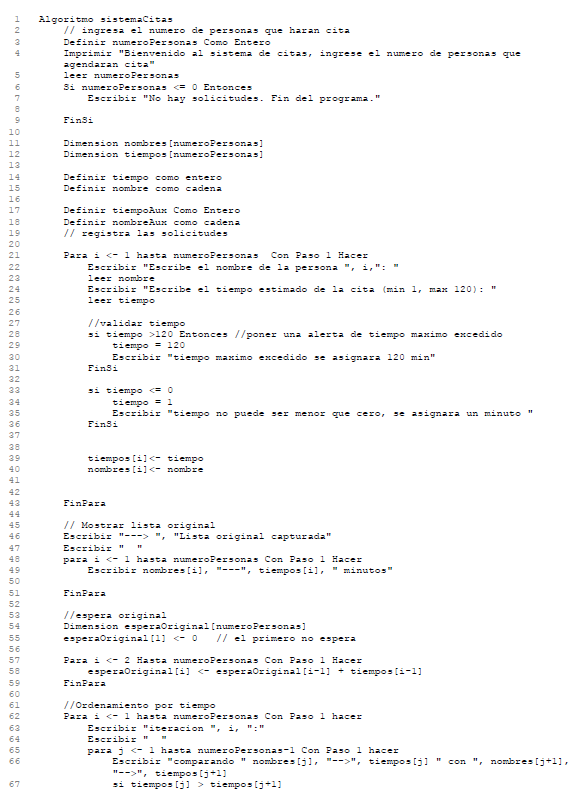 1 Algoritmo sistemaCitas
2 // ingresa el numero de personas que haran cita
3 Definir numeroPersonas Como Entero
4 Imprimir "Bienvenido al sistema de citas, ingrese el numero de personas que
agendaran cita"
5 leer numeroPersonas
6 Si numeroPersonas <= 0 Entonces
7 Escribir "No hay solicitudes. Fin del programa."
8
9 FinSi
10
11 Dimension nombres[numeroPersonas]
12 Dimension tiempos[numeroPersonas]
13
14 Definir tiempo como entero
15 Definir nombre como cadena
16
17 Definir tiempoAux Como Entero
18 Definir nombreAux como cadena
19 // registra las solicitudes
20
21 Para i <- 1 hasta numeroPersonas  Con Paso 1 Hacer
22 Escribir "Escribe el nombre de la persona ", i,": "
23 leer nombre
24 Escribir "Escribe el tiempo estimado de la cita (min 1, max 120): "
25 leer tiempo
26
27 //validar tiempo
28 si tiempo >120 Entonces //poner una alerta de tiempo maximo excedido
29 tiempo = 120
30 Escribir "tiempo maximo excedido se asignara 120 min"
31 FinSi
32
33 si tiempo <= 0
34 tiempo = 1
35 Escribir "tiempo no puede ser menor que cero, se asignara un minuto "
36 FinSi
37
38
39 tiempos[i]<- tiempo
40 nombres[i]<- nombre
41
42
43 FinPara
44
45 // Mostrar lista original
46 Escribir "---> ", "Lista original capturada"
47 Escribir "  "
48 para i <- 1 hasta numeroPersonas Con Paso 1 Hacer
49 Escribir nombres[i], "---", tiempos[i], " minutos"
50
51 FinPara
52
53 //espera original
54 Dimension esperaOriginal[numeroPersonas]
55 esperaOriginal[1] <- 0   // el primero no espera
56
57 Para i <- 2 Hasta numeroPersonas Con Paso 1 Hacer
58 esperaOriginal[i] <- esperaOriginal[i-1] + tiempos[i-1]
59 FinPara
60
61 //Ordenamiento por tiempo
62 Para i <- 1 hasta numeroPersonas Con Paso 1 hacer
63 Escribir "iteracion ", i, ":"
64 Escribir "  "
65 para j <- 1 hasta numeroPersonas-1 Con Paso 1 hacer
66 Escribir "comparando " nombres[j], "-->", tiempos[j] " con ", nombres[j+1],
"-->", tiempos[j+1]
67 si tiempos[j] > tiempos[j+1]